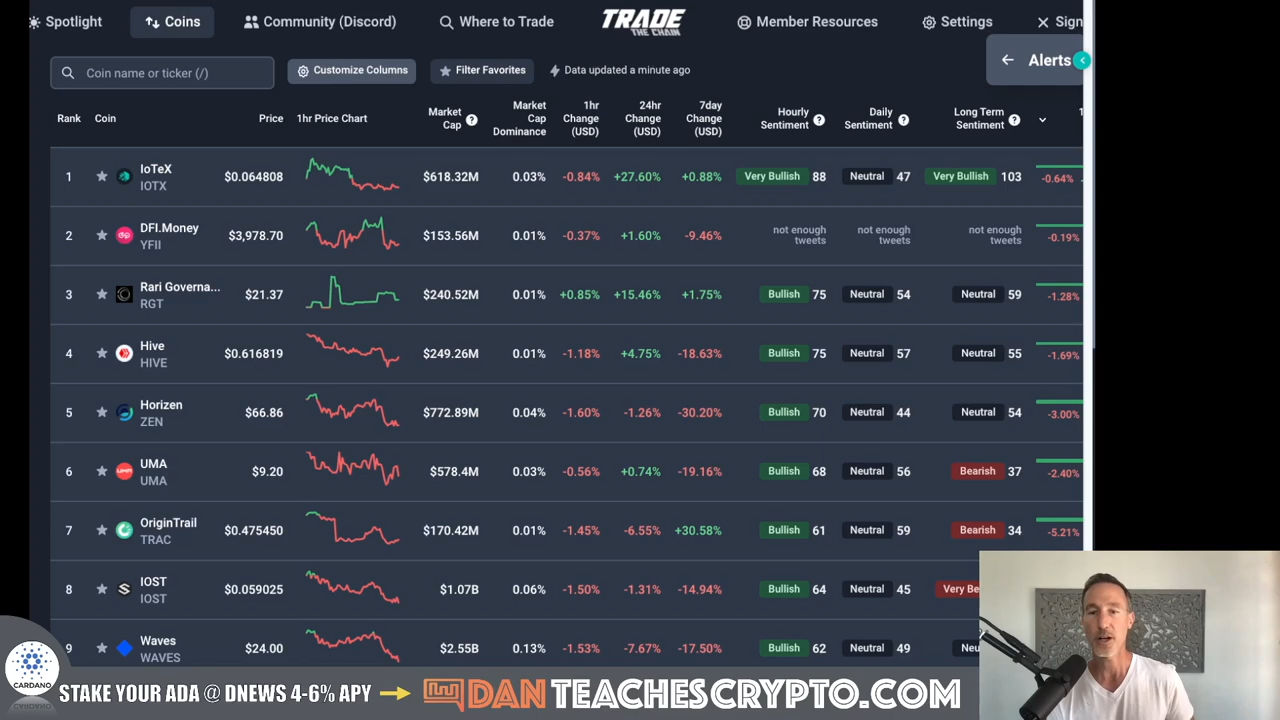 Spotlight
Coins
Community (Discord)
Where to Trade
TRADE
THE CHAIN
Member Resources
Settings
Sign
Coin name or ticker (/)
Customize Columns
Filter Favorites
Data updated a minute ago
Alerts
Rank Coin Price 1hr Price Chart Market Cap ? Market Cap Dominance 1hr Change (USD) 24hr Change (USD) 7day Change (USD) Hourly Sentiment ? Daily Sentiment ? Long Term Sentiment ? 1
1 IoTeX IOTX $0.064808 $618.32M 0.03% -0.84% +27.60% +0.88% Very Bullish 88 Neutral 47 Very Bullish 103 -0.64%
2 DFI.Money YFII $3,978.70 $153.56M 0.01% -0.37% +1.60% -9.46% not enough tweets not enough tweets not enough tweets -0.19%
3 Rari Governa... RGT $21.37 $240.52M 0.01% +0.85% +15.46% +1.75% Bullish 75 Neutral 54 Neutral 59 -1.28%
4 Hive HIVE $0.616819 $249.26M 0.01% -1.18% +4.75% -18.63% Bullish 75 Neutral 57 Neutral 55 -1.69%
5 Horizen ZEN $66.86 $772.89M 0.04% -1.60% -1.26% -30.20% Bullish 70 Neutral 44 Neutral 54 -3.00%
6 UMA UMA $9.20 $578.4M 0.03% -0.56% +0.74% -19.16% Bullish 68 Neutral 56 Bearish 37 -2.40%
7 OriginTrail TRAC $0.475450 $170.42M 0.01% -1.45% -6.55% +30.58% Bullish 61 Neutral 59 Bearish 34 -5.21%
8 IOST IOST $0.059025 $1.07B 0.06% -1.50% -1.31% -14.94% Bullish 64 Neutral 45 Very Be
9 Waves WAVES $24.00 $2.55B 0.13% -1.53% -7.67% -17.50% Bullish 62 Neutral 49 Neu
CARDANO
STAKE YOUR ADA @ DNEWS 4-6% APY
DANTEACHESCRYPTO.COM